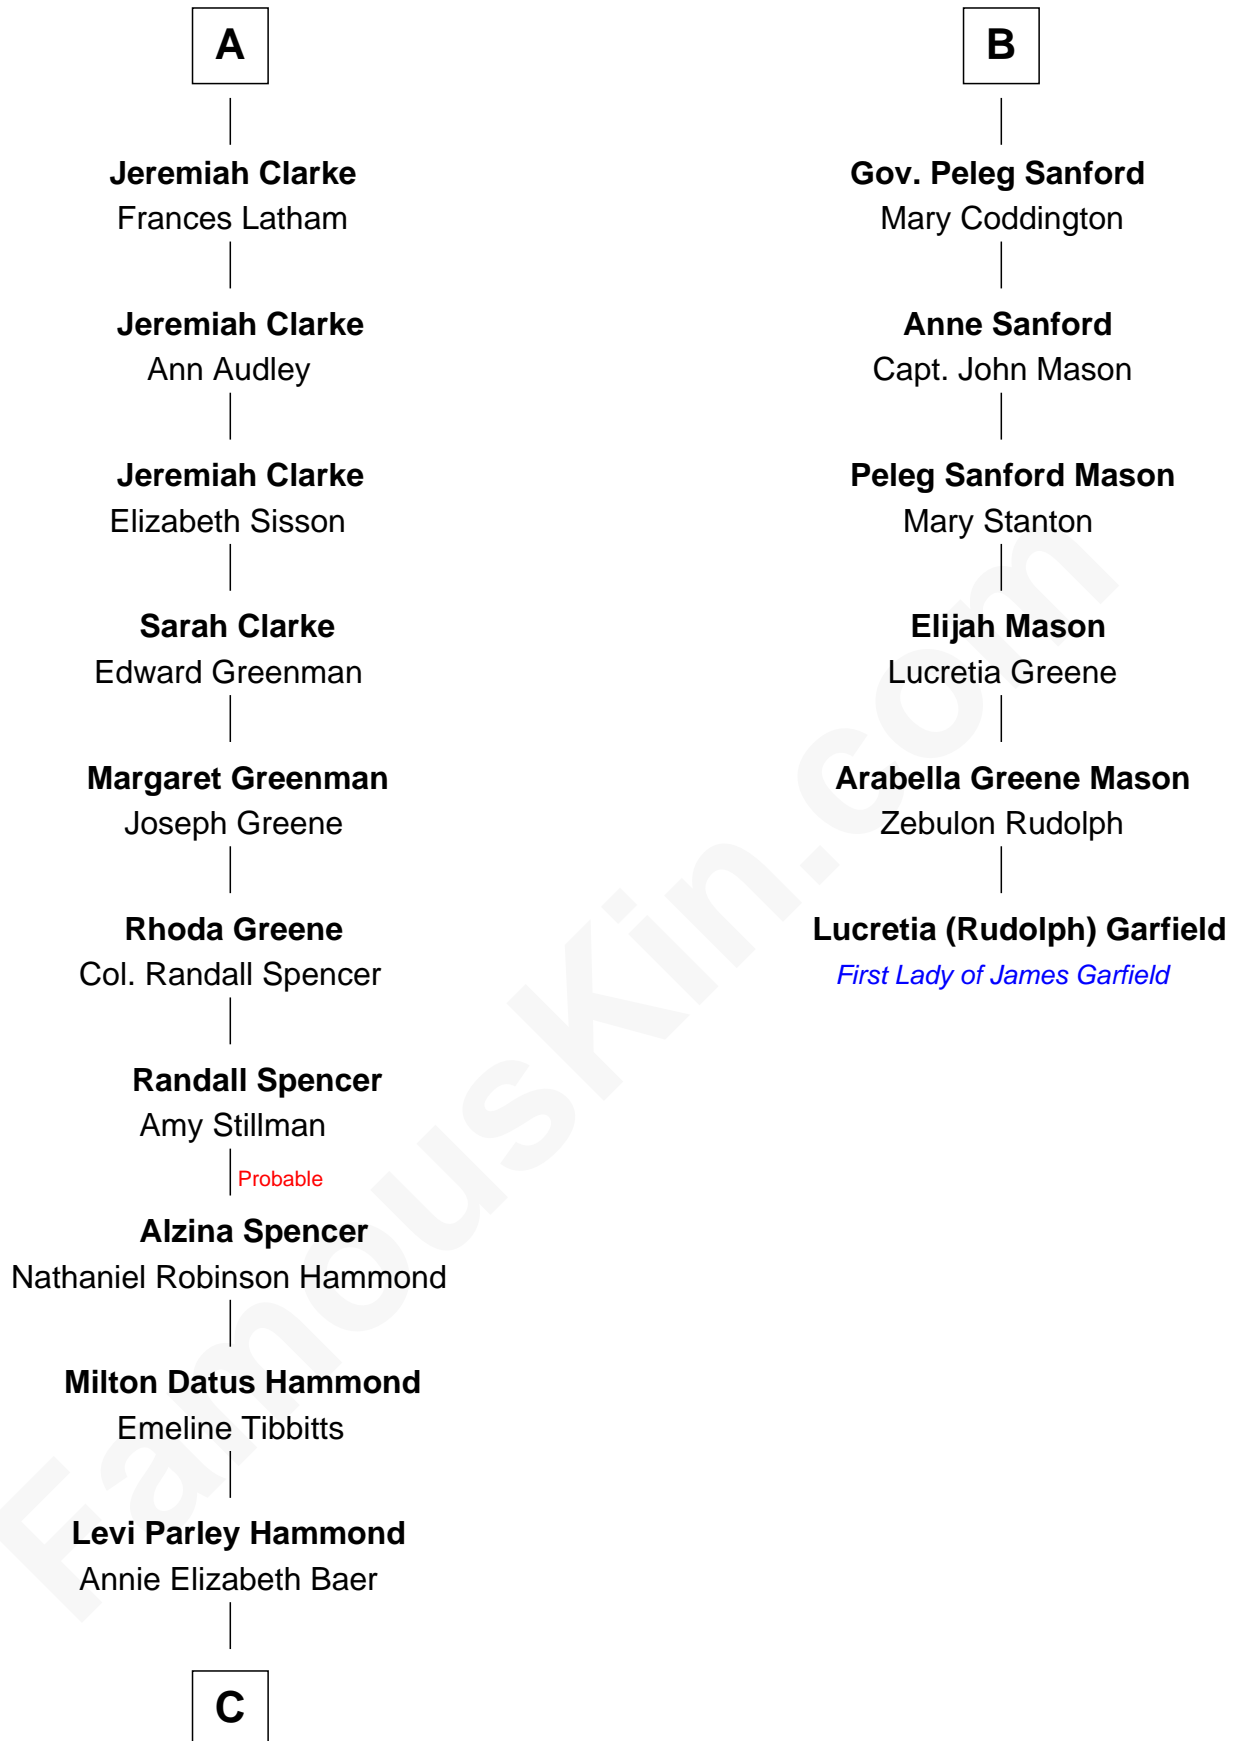 A
Jeremiah Clarke
Frances Latham
Jeremiah Clarke
Ann Audley
Jeremiah Clarke
Elizabeth Sisson
Sarah Clarke
Edward Greenman
Margaret Greenman
Joseph Greene
Rhoda Greene
Col. Randall Spencer
Randall Spencer
Amy Stillman
Probable
Alzina Spencer
Nathaniel Robinson Hammond
Milton Datus Hammond
Emeline Tibbitts
Levi Parley Hammond
Annie Elizabeth Baer
C
B
Gov. Peleg Sanford
Mary Coddington
Anne Sanford
Capt. John Mason
Peleg Sanford Mason
Mary Stanton
Elijah Mason
Lucretia Greene
Arabella Greene Mason
Zebulon Rudolph
Lucretia (Rudolph) Garfield
First Lady of James Garfield
FamousKin.com